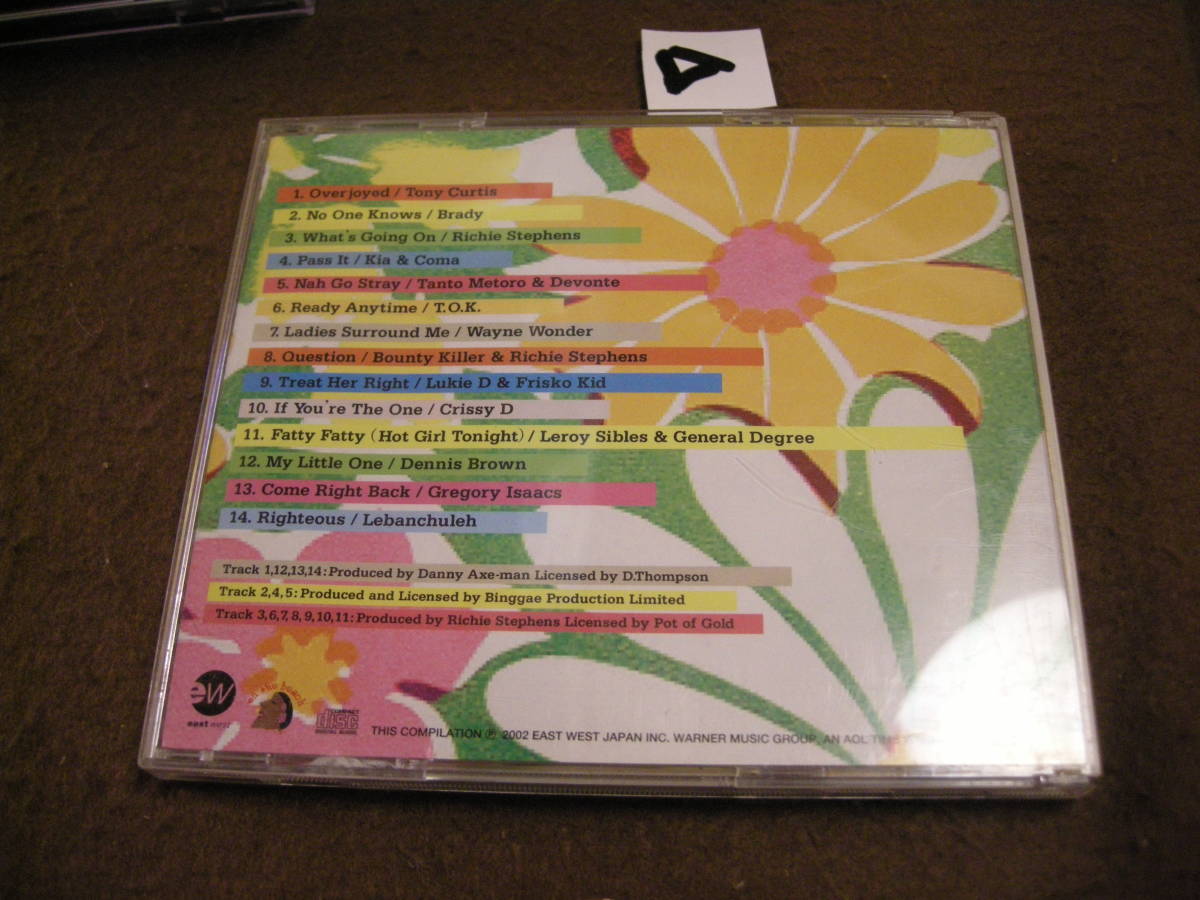 1. Overjoyed / Tony Curtis
2. No One Knows / Brady
3. What's Going On / Richie Stephens
4. Pass It / Kia & Coma
5. Nah Go Stray / Tanto Metoro & Devonte
6. Ready Anytime / T.O.K.
7. Ladies Surround Me / Wayne Wonder
8. Question / Bounty Killer & Richie Stephens
9. Treat Her Right / Lukie D & Frisko Kid
10. If You're The One / Crissy D
11. Fatty Fatty (Hot Girl Tonight) / Leroy Sibles & General Degree
12. My Little One / Dennis Brown
13. Come Right Back / Gregory Isaacs
14. Righteous / Lebanchuleh
Track 1,12,13,14: Produced by Danny Axe-man Licensed by D.Thompson
Track 2,4,5: Produced and Licensed by Binggae Production Limited
Track 3,6,7,8,9,10,11: Produced by Richie Stephens Licensed by Pot of Gold
ew
east west
COMPACT
disc
DIGITAL AUDIO
THIS COMPILATION ℗ 2002 EAST WEST JAPAN INC. WARNER MUSIC GROUP, AN AOL